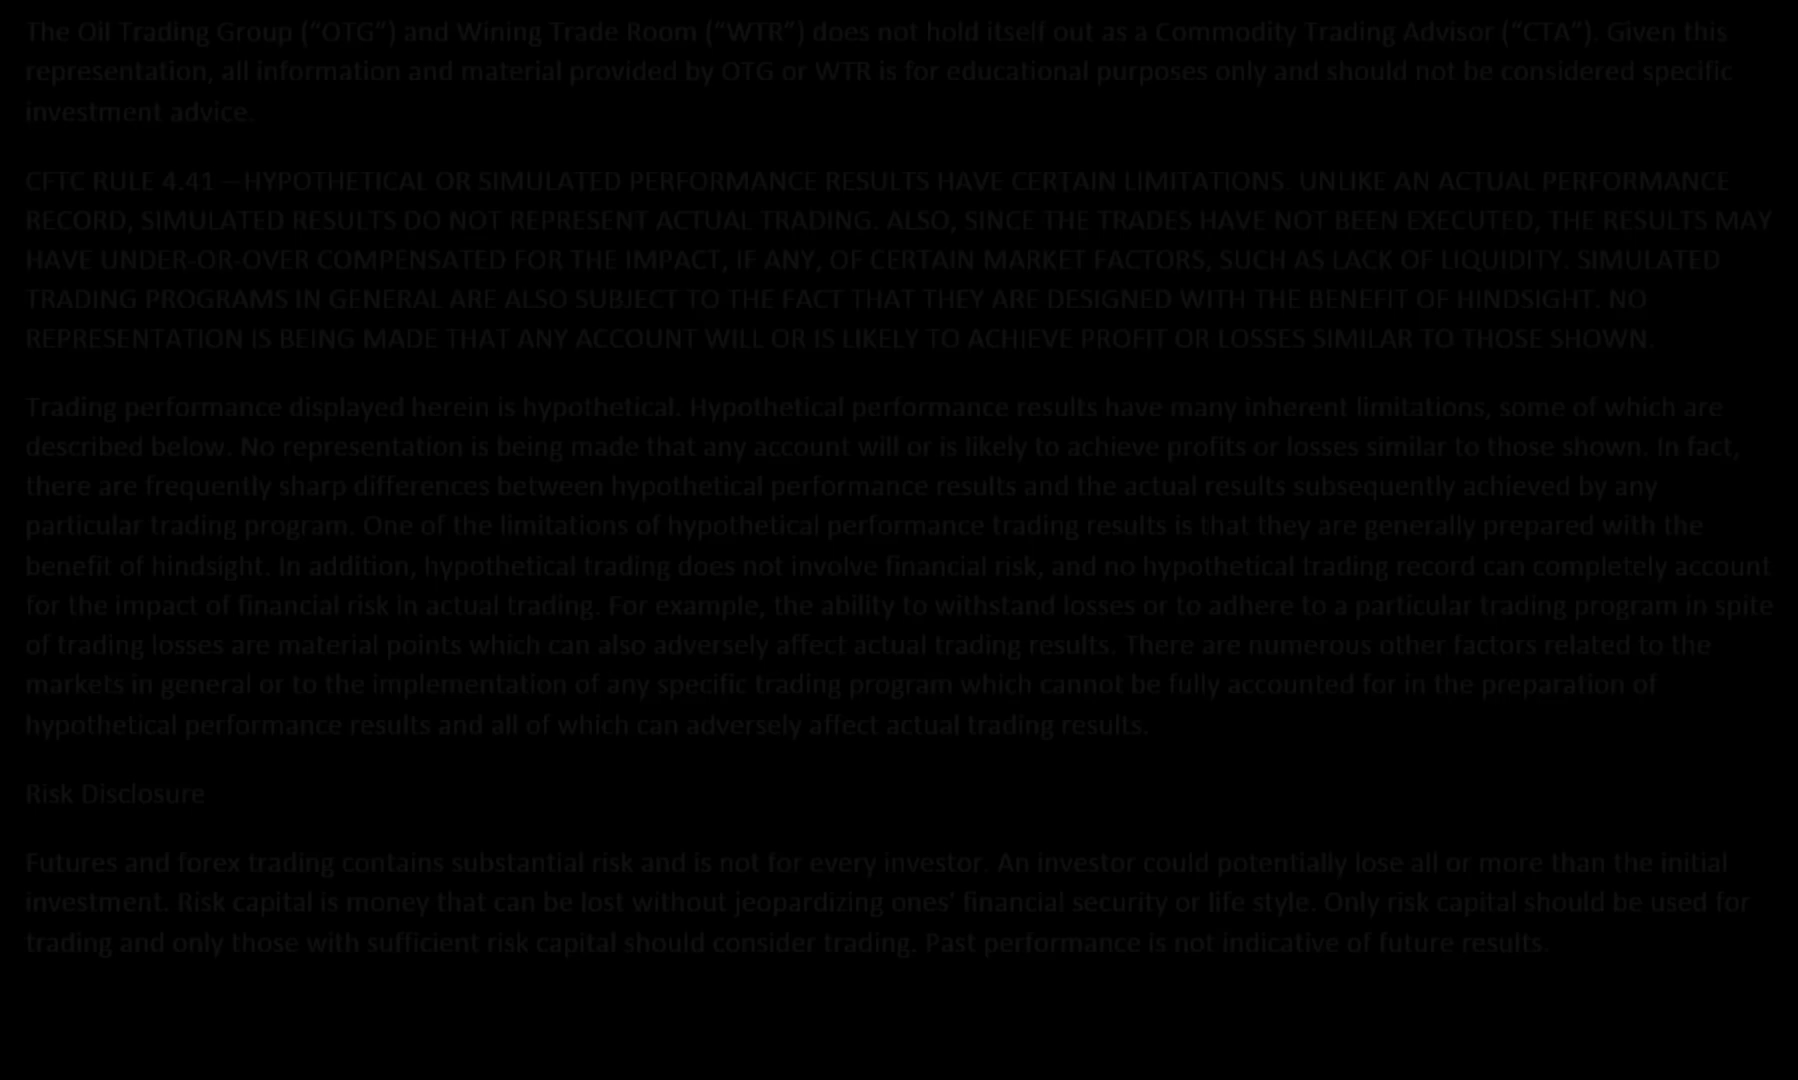 The Oil Trading Group (“OTG”) and Wining Trade Room (“WTR”) does not hold itself out as a Commodity Trading Advisor (“CTA”). Given this
representation, all information and material provided by OTG or WTR is for educational purposes only and should not be considered specific
investment advice.
CFTC RULE 4.41 – HYPOTHETICAL OR SIMULATED PERFORMANCE RESULTS HAVE CERTAIN LIMITATIONS. UNLIKE AN ACTUAL PERFORMANCE
RECORD, SIMULATED RESULTS DO NOT REPRESENT ACTUAL TRADING. ALSO, SINCE THE TRADES HAVE NOT BEEN EXECUTED, THE RESULTS MAY
HAVE UNDER-OR-OVER COMPENSATED FOR THE IMPACT, IF ANY, OF CERTAIN MARKET FACTORS, SUCH AS LACK OF LIQUIDITY. SIMULATED
TRADING PROGRAMS IN GENERAL ARE ALSO SUBJECT TO THE FACT THAT THEY ARE DESIGNED WITH THE BENEFIT OF HINDSIGHT. NO
REPRESENTATION IS BEING MADE THAT ANY ACCOUNT WILL OR IS LIKELY TO ACHIEVE PROFIT OR LOSSES SIMILAR TO THOSE SHOWN.
Trading performance displayed herein is hypothetical. Hypothetical performance results have many inherent limitations, some of which are
described below. No representation is being made that any account will or is likely to achieve profits or losses similar to those shown. In fact,
there are frequently sharp differences between hypothetical performance results and the actual results subsequently achieved by any
particular trading program. One of the limitations of hypothetical performance trading results is that they are generally prepared with the
benefit of hindsight. In addition, hypothetical trading does not involve financial risk, and no hypothetical trading record can completely account
for the impact of financial risk in actual trading. For example, the ability to withstand losses or to adhere to a particular trading program in spite
of trading losses are material points which can also adversely affect actual trading results. There are numerous other factors related to the
markets in general or to the implementation of any specific trading program which cannot be fully accounted for in the preparation of
hypothetical performance results and all of which can adversely affect actual trading results.
Risk Disclosure
Futures and forex trading contains substantial risk and is not for every investor. An investor could potentially lose all or more than the initial
investment. Risk capital is money that can be lost without jeopardizing ones' financial security or life style. Only risk capital should be used for
trading and only those with sufficient risk capital should consider trading. Past performance is not indicative of future results.